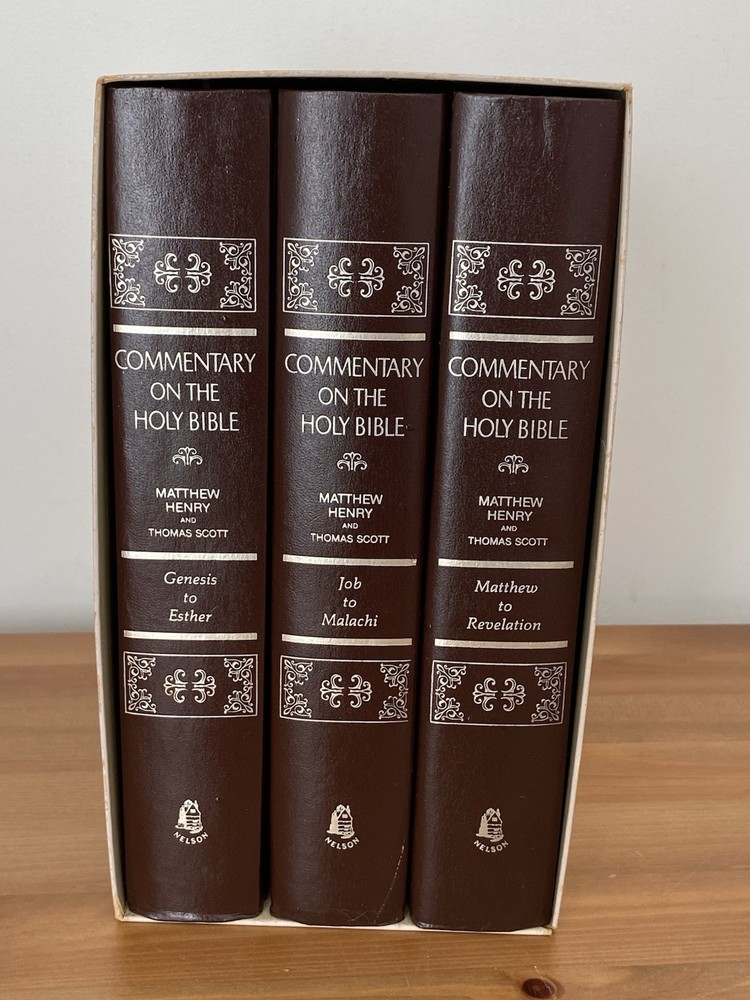 COMMENTARY
ON THE
HOLY BIBLE
MATTHEW
HENRY
AND
THOMAS SCOTT
Genesis
to
Esther
NELSON
COMMENTARY
ON THE
HOLY BIBLE
MATTHEW
HENRY
AND
THOMAS SCOTT
Job
to
Malachi
NELSON
COMMENTARY
ON THE
HOLY BIBLE
MATTHEW
HENRY
AND
THOMAS SCOTT
Matthew
to
Revelation
NELSON